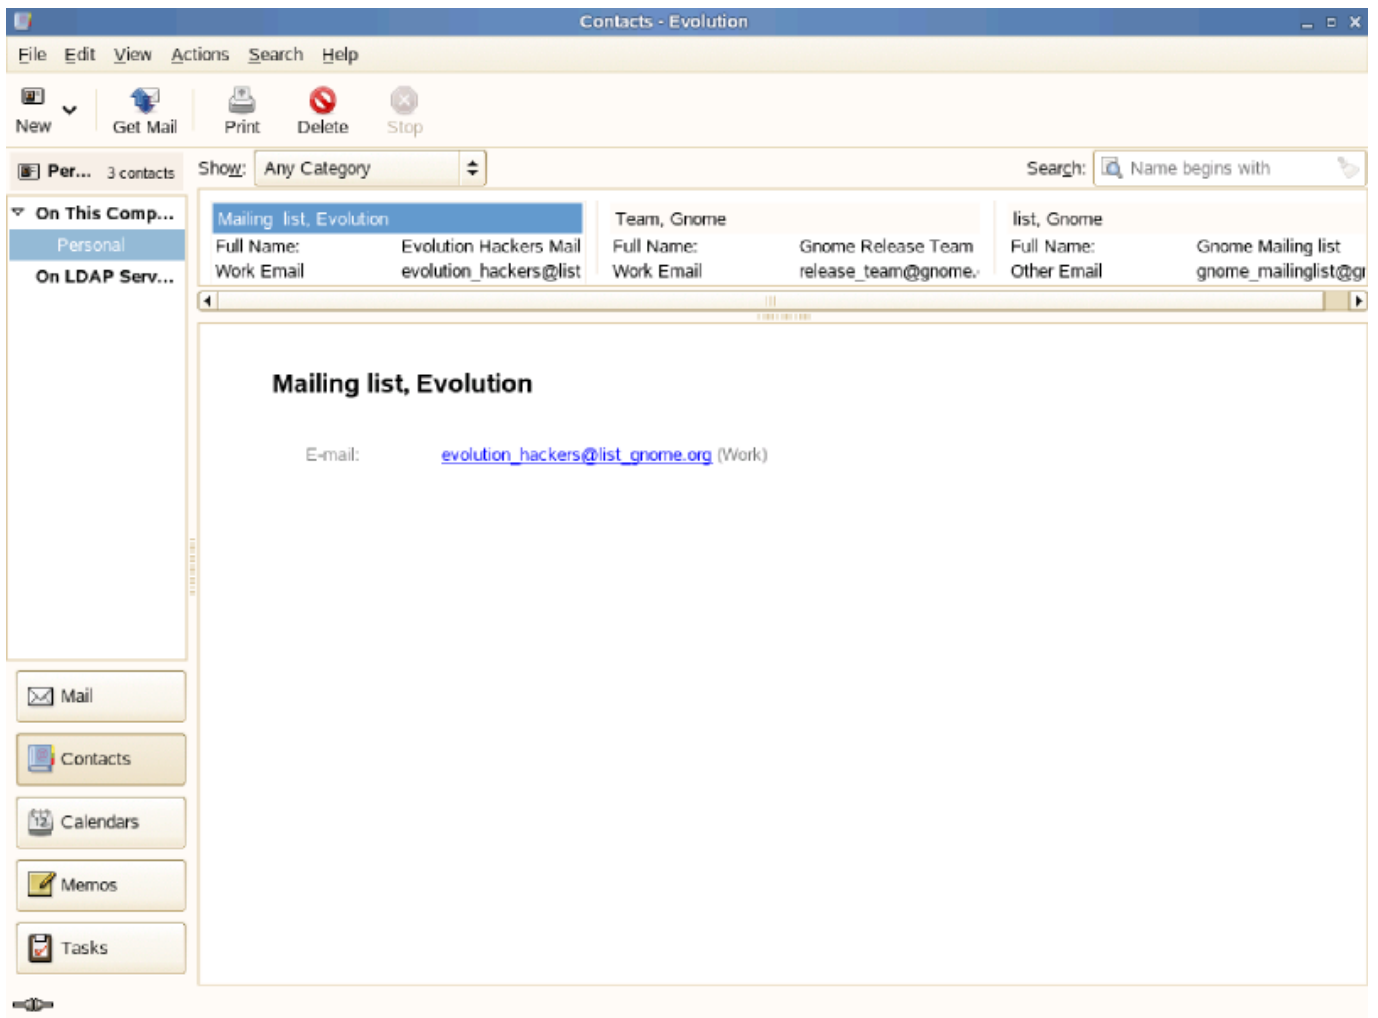 Contacts - Evolution
File Edit View Actions Search Help
New Get Mail Print Delete Stop
Per... 3 contacts Show: Any Category Search: Name begins with
On This Comp...
Personal
On LDAP Serv...
Mailing list, Evolution
Full Name: Evolution Hackers Mail
Work Email evolution_hackers@list
Team, Gnome
Full Name: Gnome Release Team
Work Email release_team@gnome.
list, Gnome
Full Name: Gnome Mailing list
Other Email gnome_mailinglist@gr
Mailing list, Evolution
E-mail: evolution_hackers@list_gnome.org (Work)
Mail
Contacts
12
Calendars
Memos
Tasks